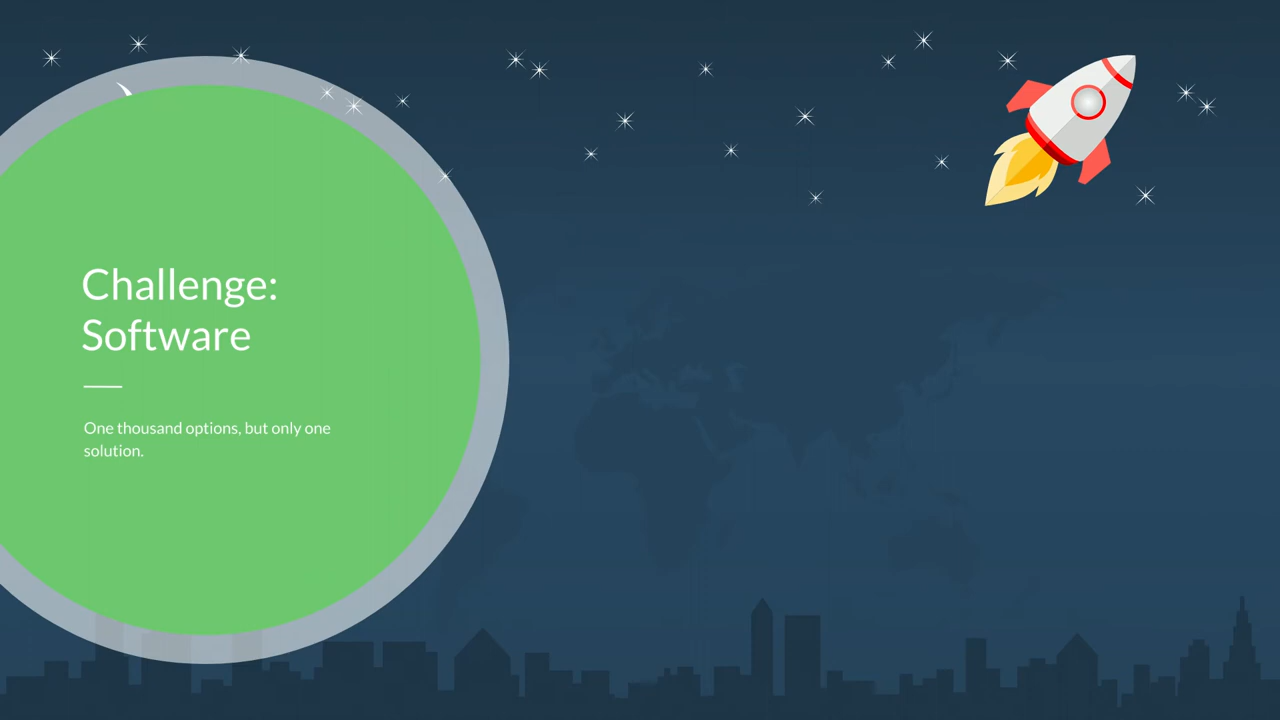 Challenge:
Software
One thousand options, but only one
solution.